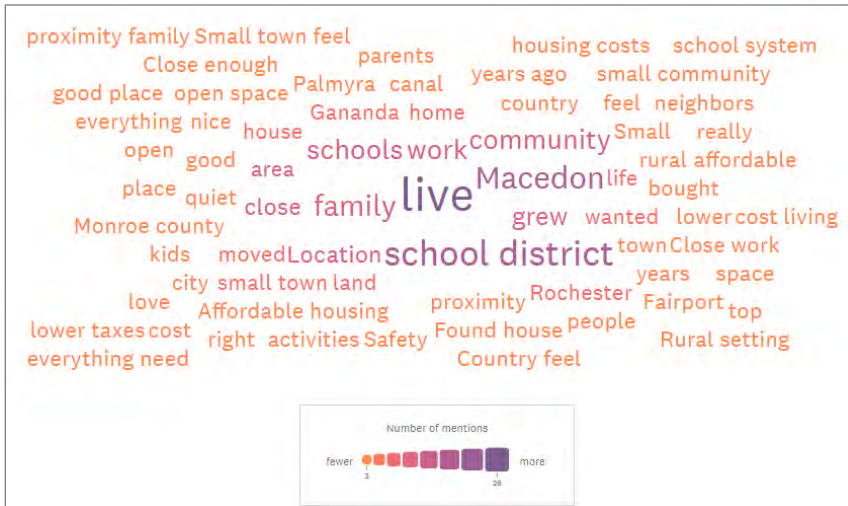 proximity family Small town feel
parents
housing costs school system
Close enough
years ago small community
good place open space Palmyra canal
country feel neighbors
everything nice
Gananda home
house
schools work community Small really
open good
area
Macedon life rural affordable
place quiet close family live bought
grew wanted lower cost living
Monroe county
kids moved Location school district town Close work
city small town land
years space
love Affordable housing
proximity Rochester Fairport top
lower taxes cost
right activities Safety Found house people
Rural setting
everything need
Country feel
Number of mentions
fewer more
3 26